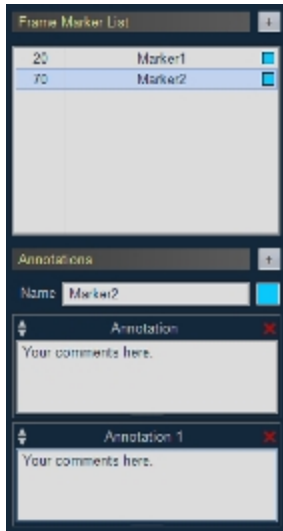 Frame Marker List +
20 Marker1
70 Marker2
Annotations +
Name Marker2
Annotation
Your comments here.
Annotation 1
Your comments here.